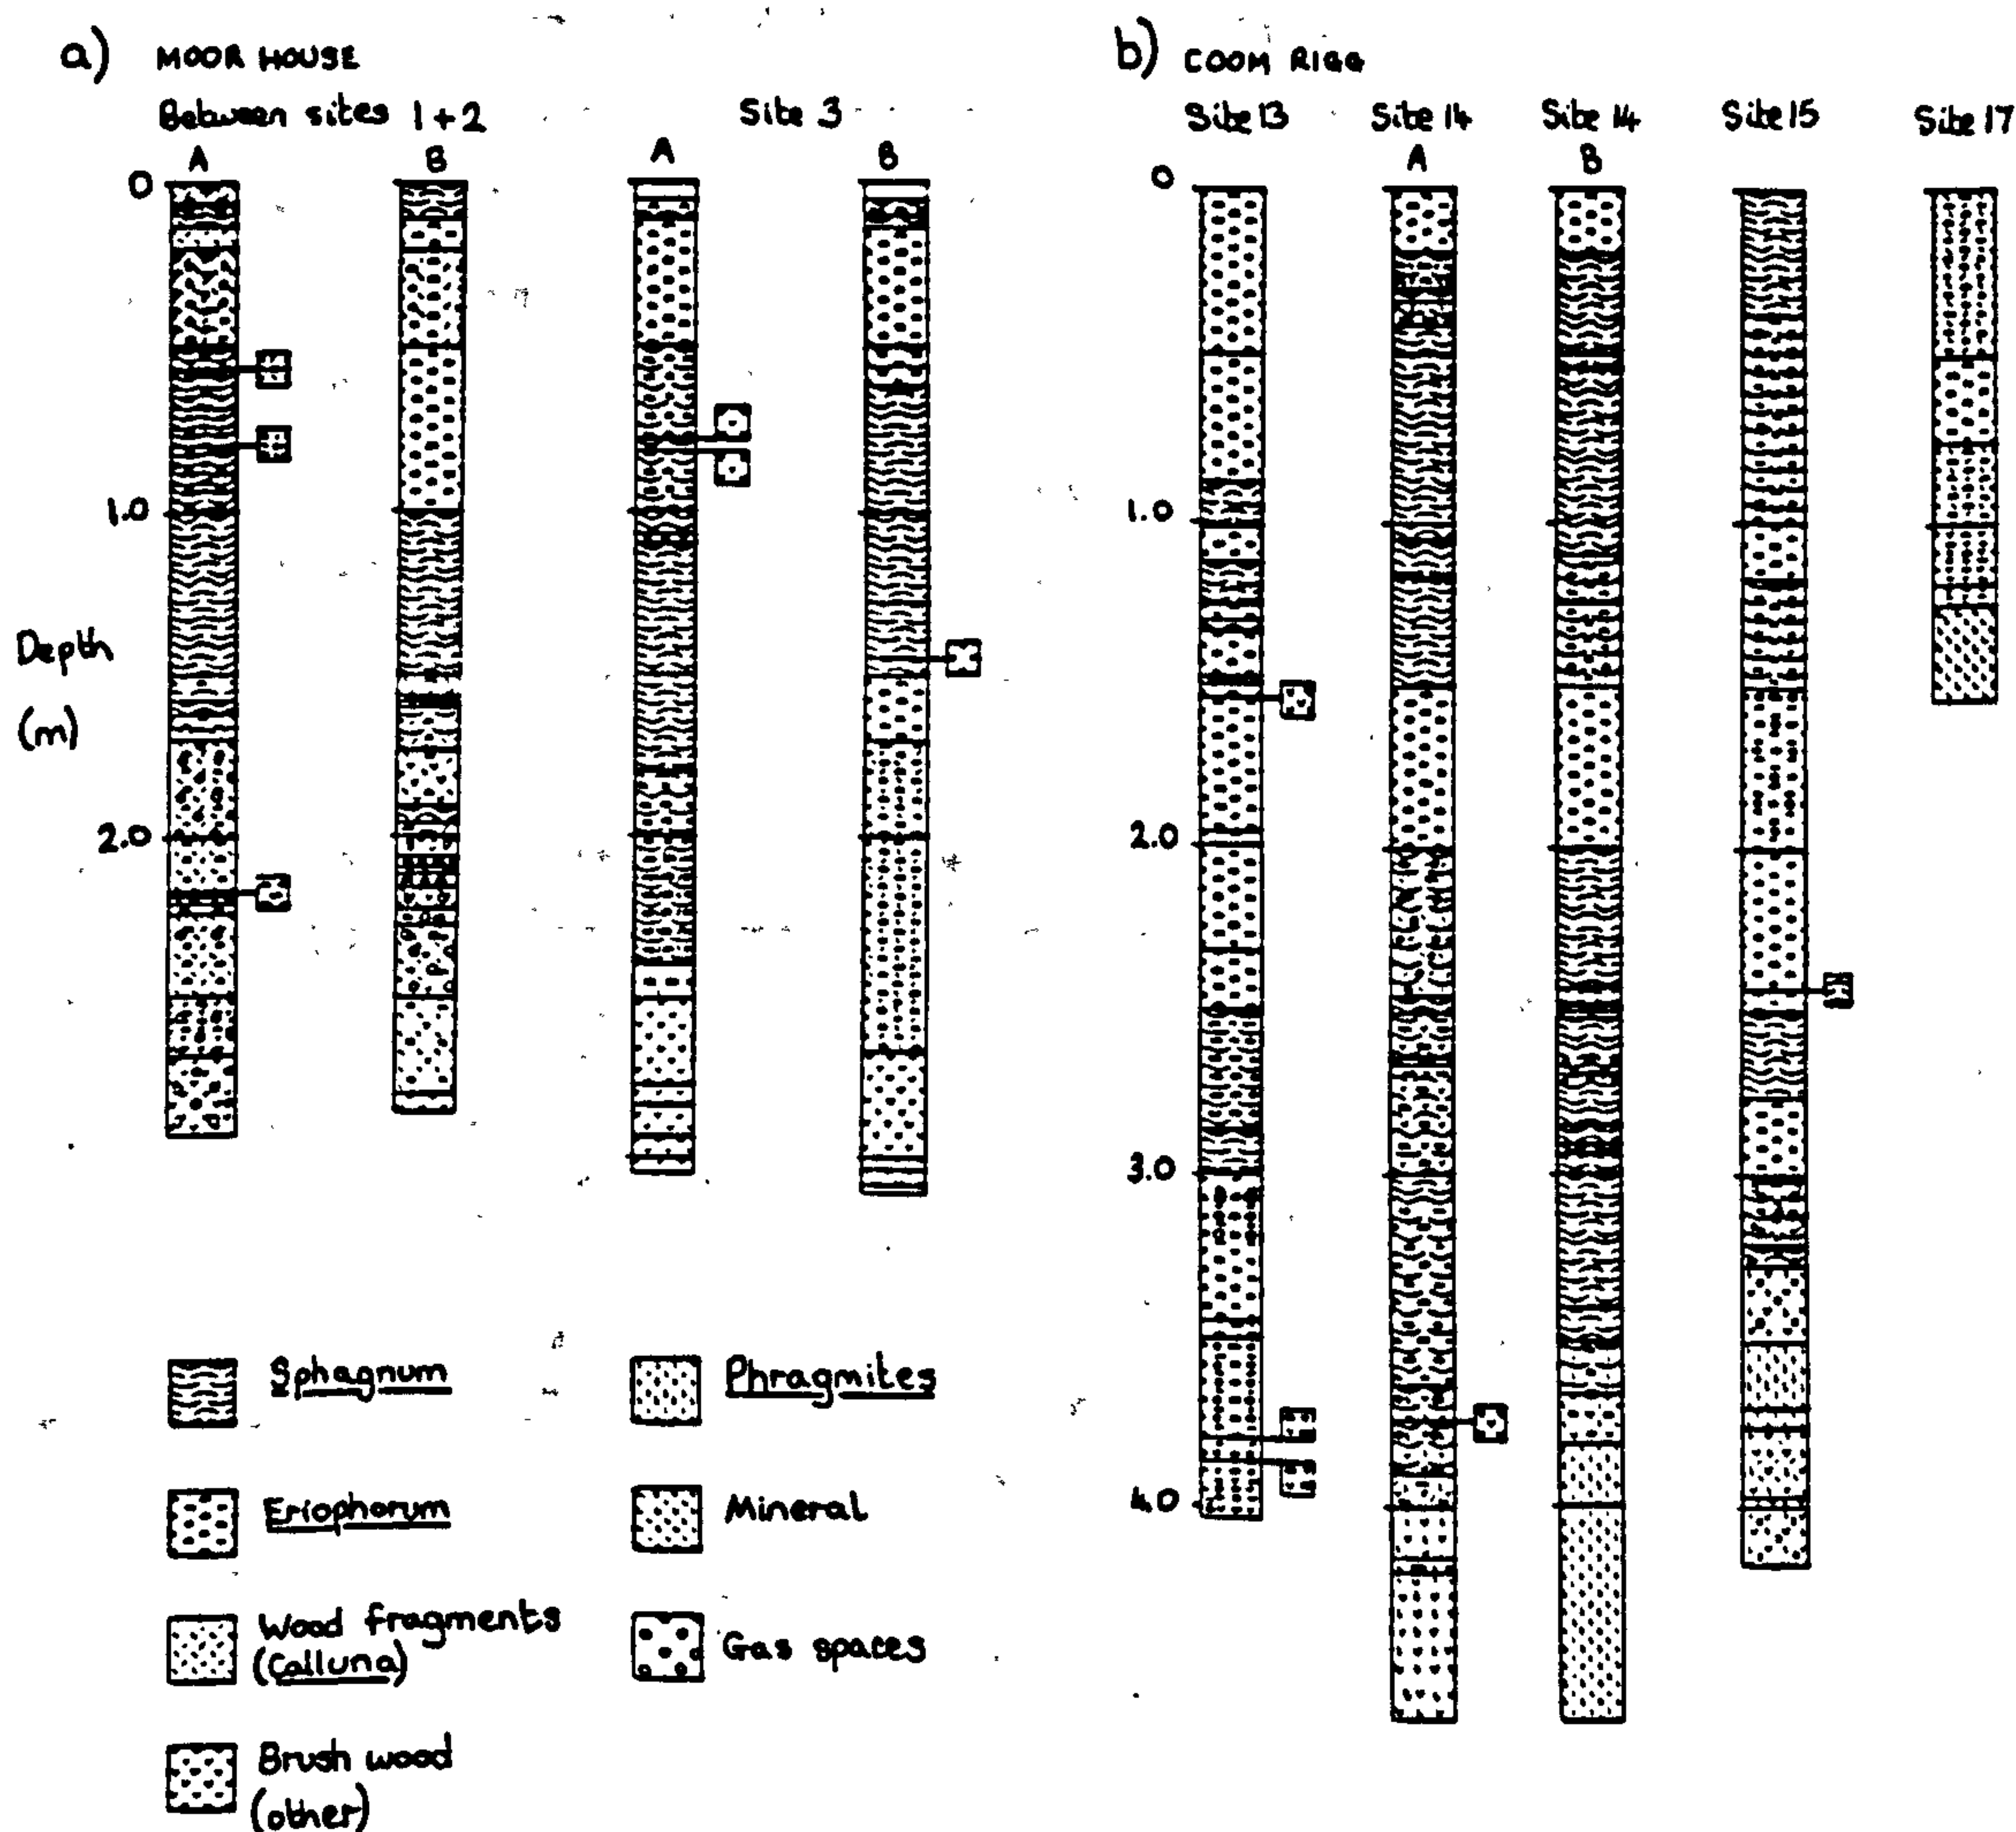 a) MOOR HOUSE
Between sites 1+2
Site 3
A
B
A
B
0
1.0
2.0
Depth
(m)
b) COOM RIGG
Site 13
Site 14
Site 14
Site 15
Site 17
A
B
0
1.0
2.0
3.0
4.0
Sphagnum
Eriophorum
Wood fragments
(Calluna)
Brush wood
(other)
Phragmites
Mineral
Gas spaces